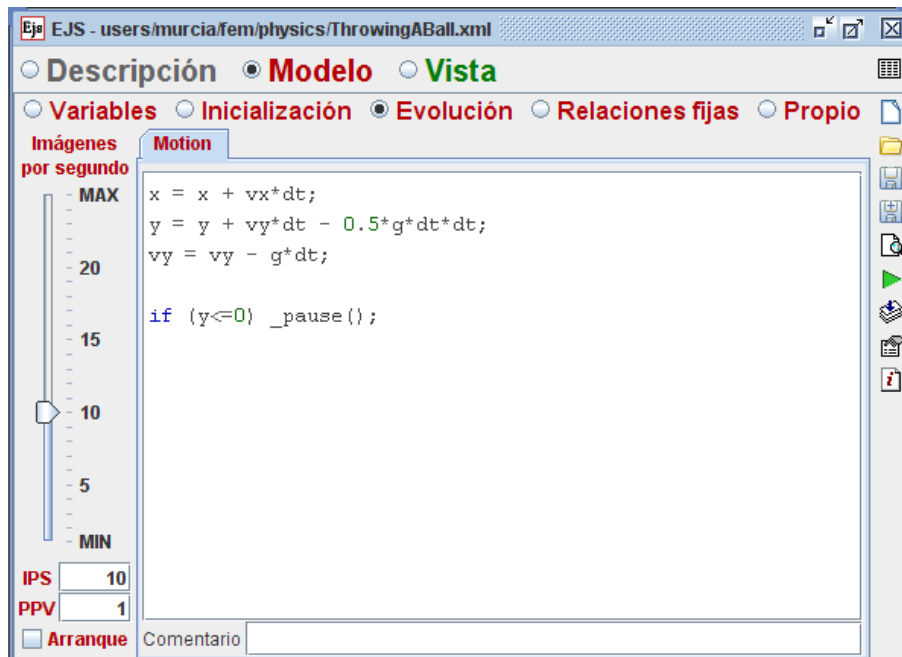 Ejs EJS - users/murcia/fem/physics/ThrowingABall.xml
Descripción Modelo Vista
Variables Inicialización Evolución Relaciones fijas Propio
Imágenes
por segundo
MAX
20
15
10
5
MIN
IPS 10
PPV 1
Arranque
Motion
x = x + vx*dt;
y = y + vy*dt - 0.5*g*dt*dt;
vy = vy - g*dt;
if (y<=0) _pause();
Comentario
i